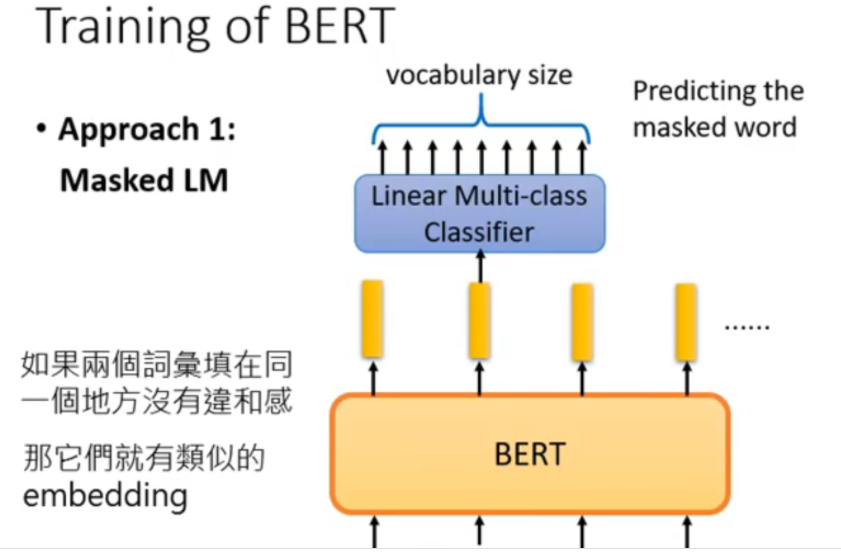 Training of BERT
• Approach 1:
Masked LM
vocabulary size
Predicting the
masked word
Linear Multi-class
Classifier
......
如果兩個詞彙填在同
一個地方沒有違和感
那它們就有類似的
embedding
BERT